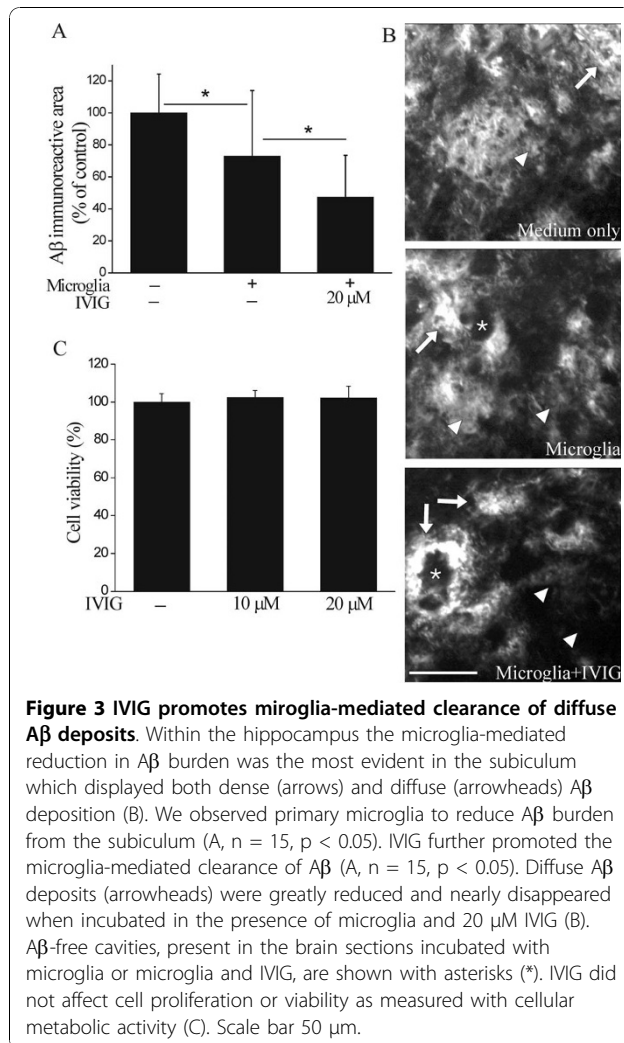 A
B
120
100
80
60
40
20
0
Aβ immunoreactive area
(% of control)
*
*
Microglia – + +
IVIG – – 20 µM
Medium only
*
Microglia
*
Microglia+IVIG
C
120
100
80
60
40
20
0
Cell viability (%)
IVIG – 10 µM 20 µM
Figure 3 IVIG promotes miroglia-mediated clearance of diffuse
Aβ deposits. Within the hippocampus the microglia-mediated
reduction in Aβ burden was the most evident in the subiculum
which displayed both dense (arrows) and diffuse (arrowheads) Aβ
deposition (B). We observed primary microglia to reduce Aβ burden
from the subiculum (A, n = 15, p < 0.05). IVIG further promoted the
microglia-mediated clearance of Aβ (A, n = 15, p < 0.05). Diffuse Aβ
deposits (arrowheads) were greatly reduced and nearly disappeared
when incubated in the presence of microglia and 20 µM IVIG (B).
Aβ-free cavities, present in the brain sections incubated with
microglia or microglia and IVIG, are shown with asterisks (*). IVIG did
not affect cell proliferation or viability as measured with cellular
metabolic activity (C). Scale bar 50 µm.